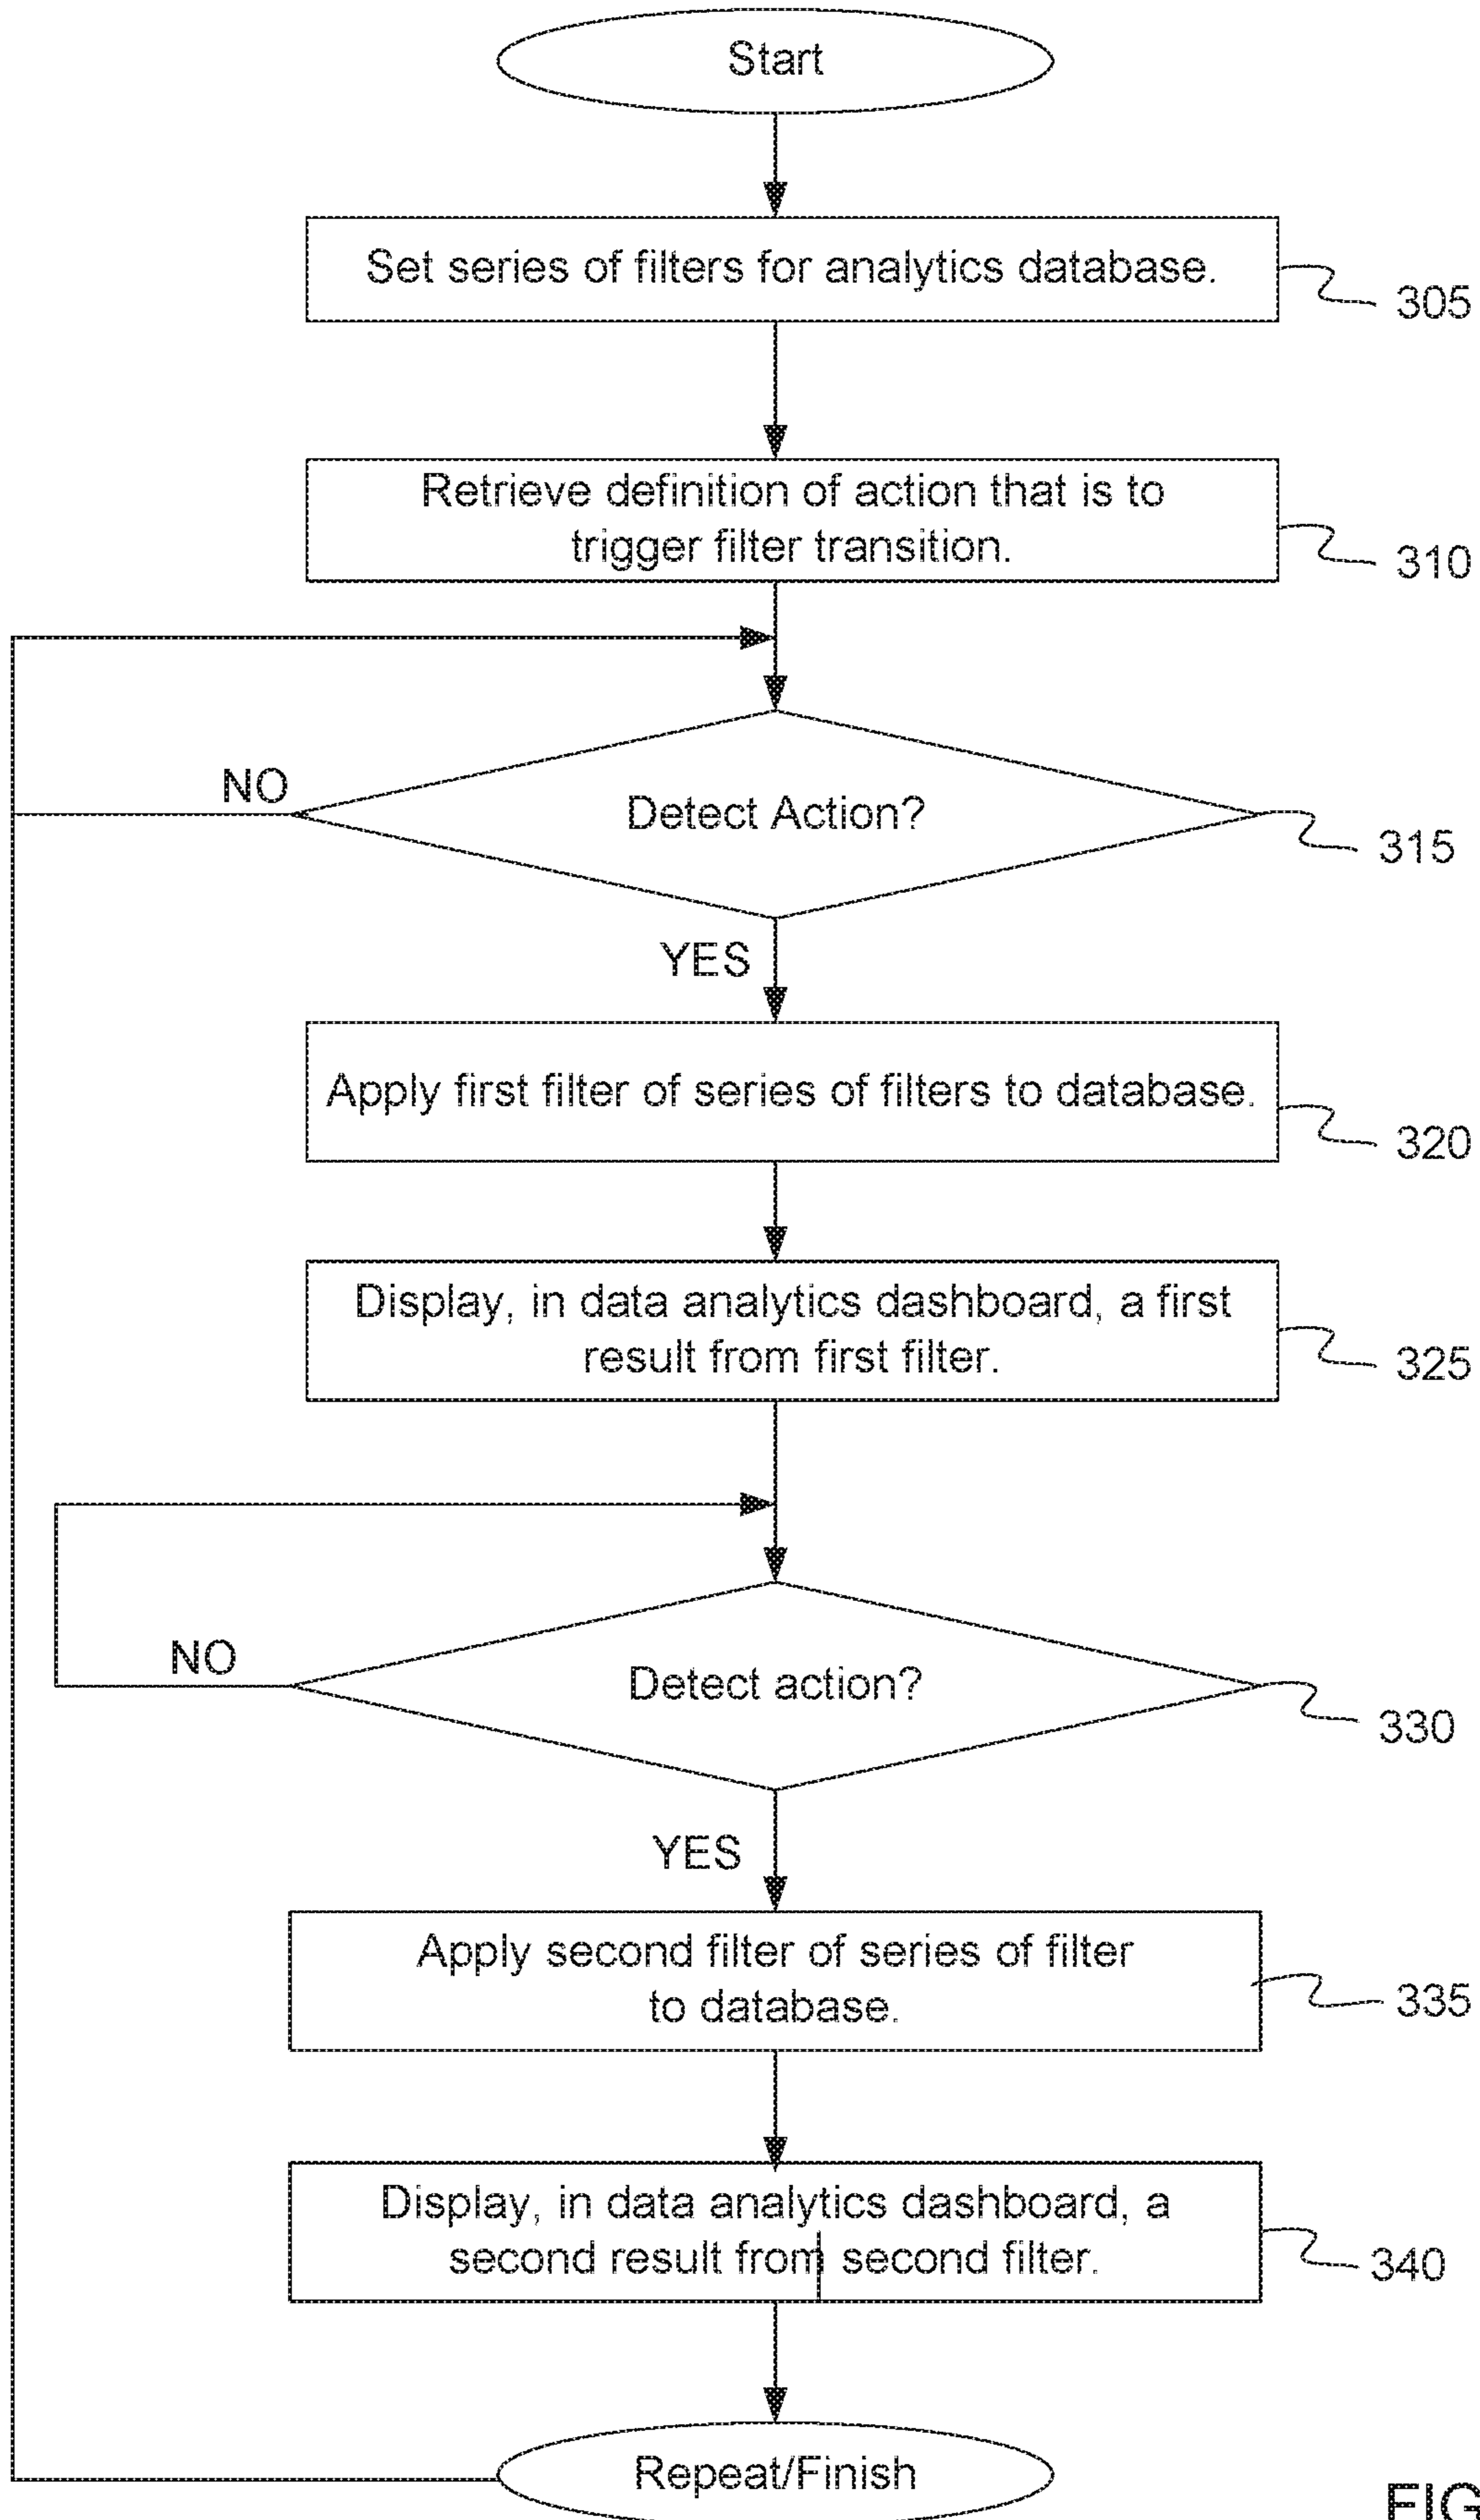 Start
Set series of filters for analytics database.
305
Retrieve definition of action that is to
trigger filter transition.
310
NO
Detect Action?
315
YES
Apply first filter of series of filters to database.
320
Display, in data analytics dashboard, a first
result from first filter.
325
NO
Detect action?
330
YES
Apply second filter of series of filter
to database.
335
Display, in data analytics dashboard, a
second result from second filter.
340
Repeat/Finish
FIG